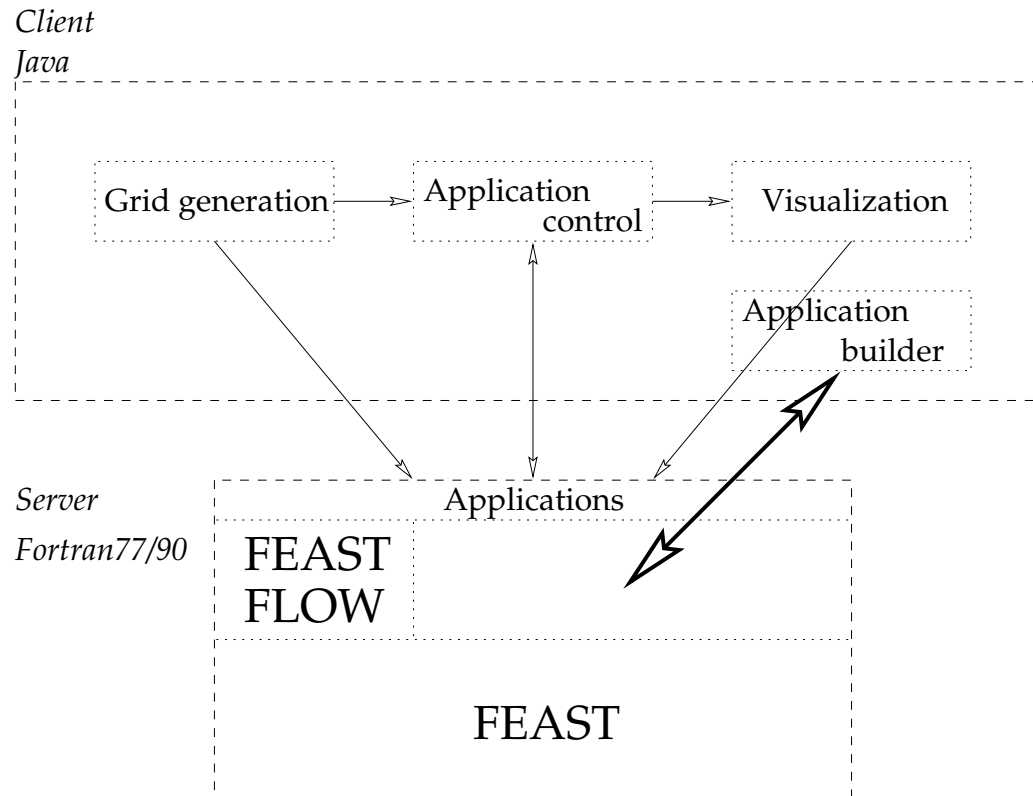 Client
Java
Grid generation
Application
control
Visualization
Application
builder
Server
Fortran77/90
Applications
FEAST
FLOW
FEAST